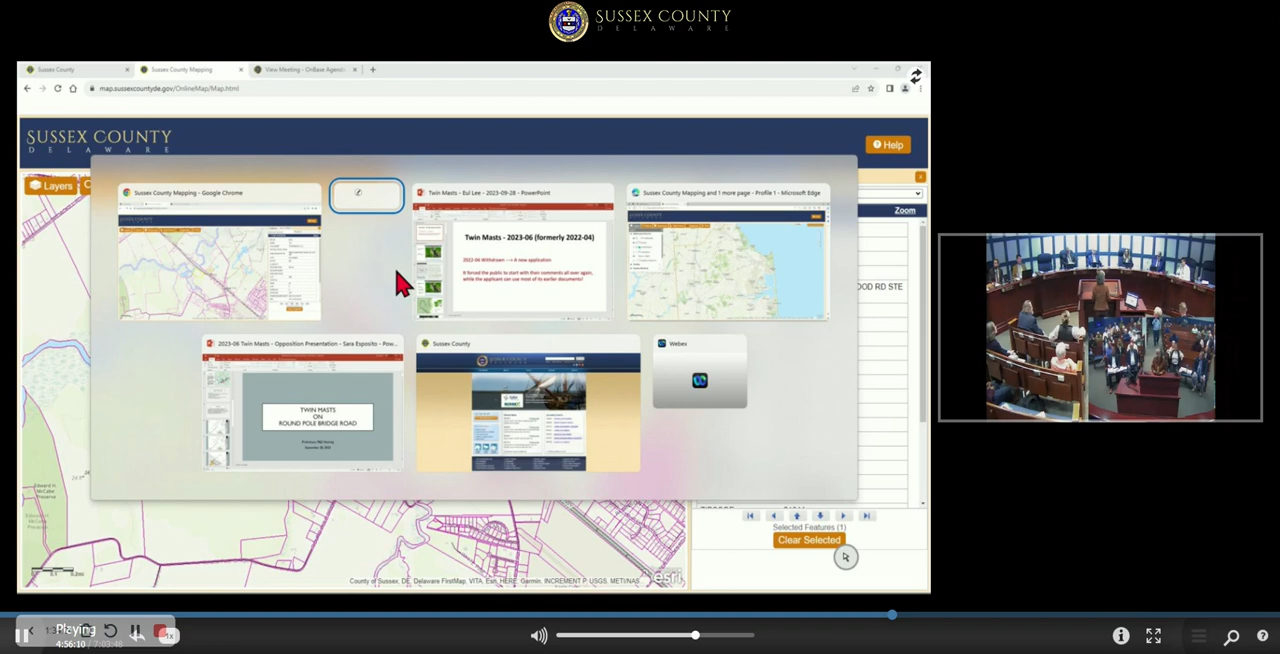 SUSSEX COUNTY
DELAWARE
Sussex County
Sussex County Mapping
View Meeting - OnBase Agenda
map.sussexcountyde.gov/OnlineMap/Map.html
SUSSEX COUNTY
DELAWARE
Help
Layers
Zoom
Sussex County Mapping - Google Chrome
Twin Masts - Eul Lee - 2023-09-28 - PowerPoint
Sussex County Mapping and 1 more page - Profile 1 - Microsoft Edge
Twin Masts - 2023-06 (formerly 2022-04)
2022-04 Withdrawn ---> A new application
It forced the public to start with their comments all over again,
while the applicant can use most of its earlier documents!
OOD RD STE
2023-06 Twin Masts - Opposition Presentation - Sara Esposito - Pow...
Sussex County
Webex
TWIN MASTS
ON
ROUND POLE BRIDGE ROAD
Edward H.
McCabe
Preserve
Selected Features (1)
Clear Selected
County of Sussex, DE, Delaware FirstMap, VITA, Esri, HERE, Garmin, INCREMENT P, USGS, METI/NAS
esri
Playing
1x
4:56:10 / 7:03:48